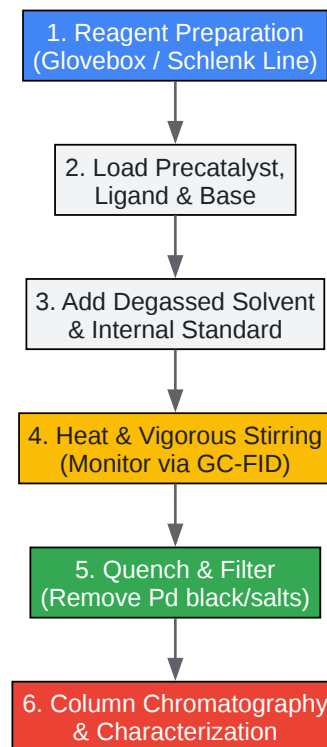 1. Reagent Preparation
(Glovebox / Schlenk Line)
2. Load Precatalyst,
Ligand & Base
3. Add Degassed Solvent
& Internal Standard
4. Heat & Vigorous Stirring
(Monitor via GC-FID)
5. Quench & Filter
(Remove Pd black/salts)
6. Column Chromatography
& Characterization